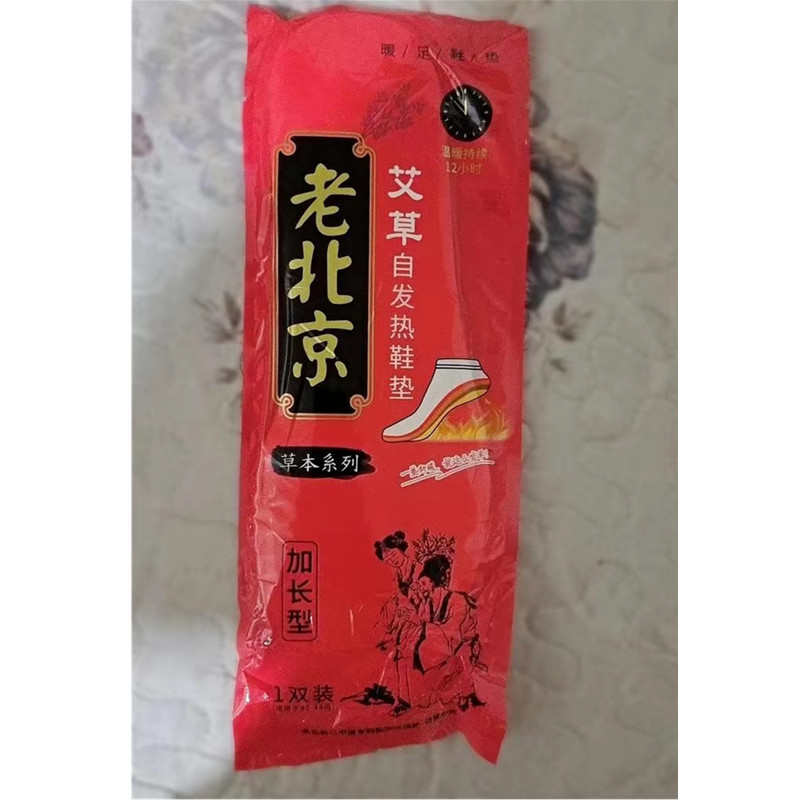 暖/足/鞋/垫
温暖持续
12小时
老北京
艾草自发热鞋垫
草本系列
加长型
1双装